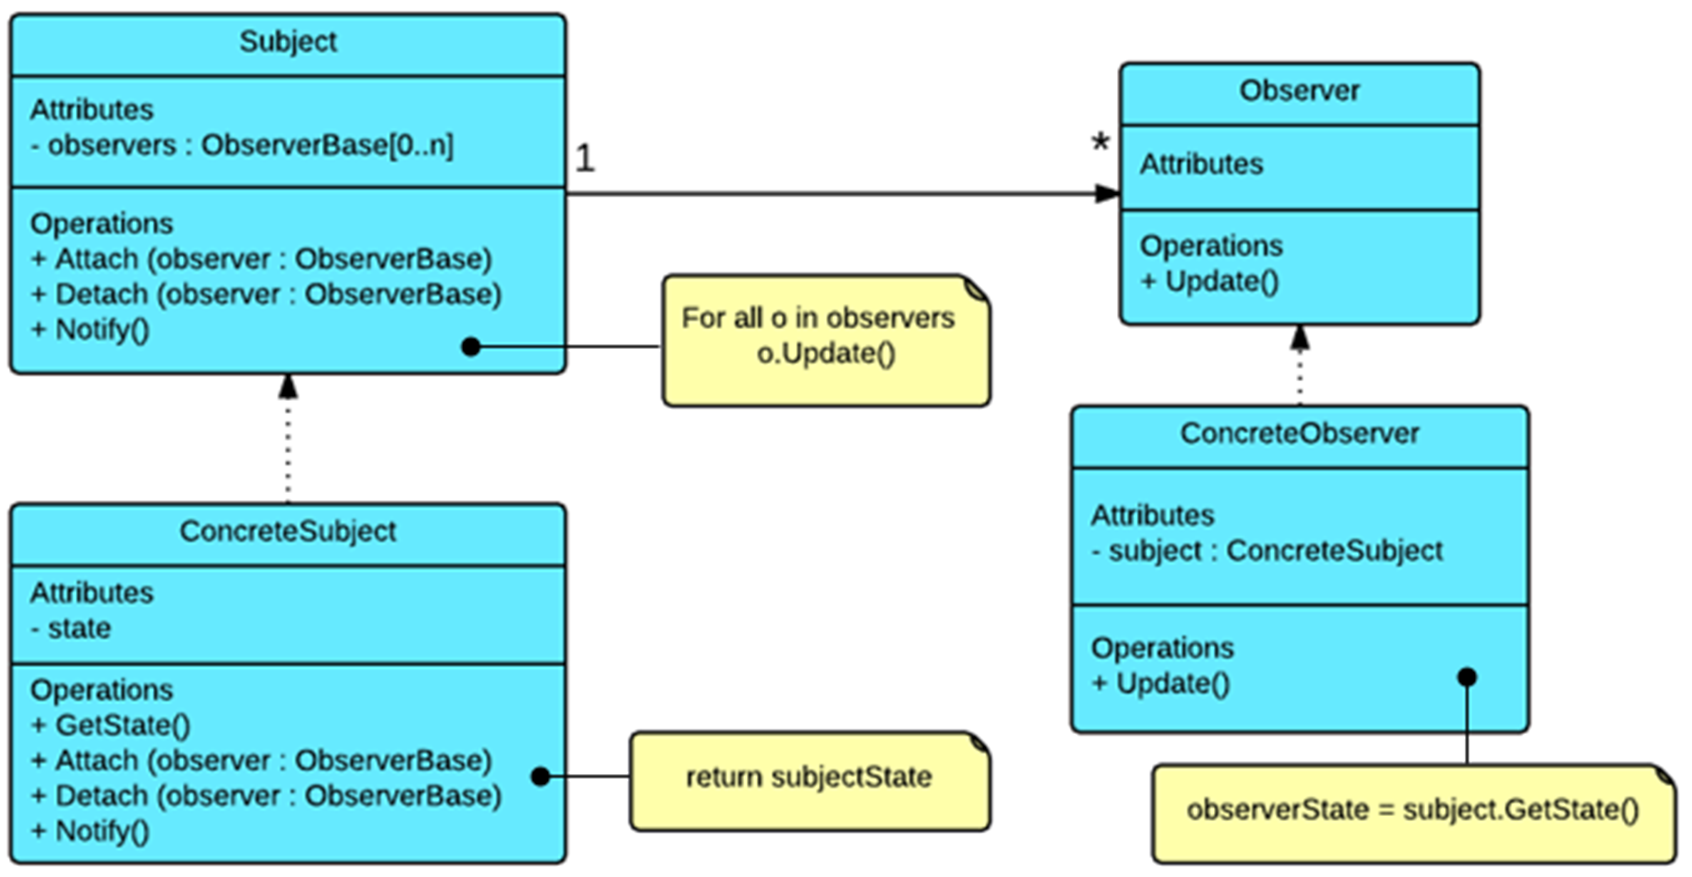 Subject
Attributes
- observers : ObserverBase[0..n]
Operations
+ Attach (observer : ObserverBase)
+ Detach (observer : ObserverBase)
+ Notify()
1
*
For all o in observers
o.Update()
Observer
Attributes
Operations
+ Update()
ConcreteSubject
Attributes
- state
Operations
+ GetState()
+ Attach (observer : ObserverBase)
+ Detach (observer : ObserverBase)
+ Notify()
return subjectState
ConcreteObserver
Attributes
- subject : ConcreteSubject
Operations
+ Update()
observerState = subject.GetState()